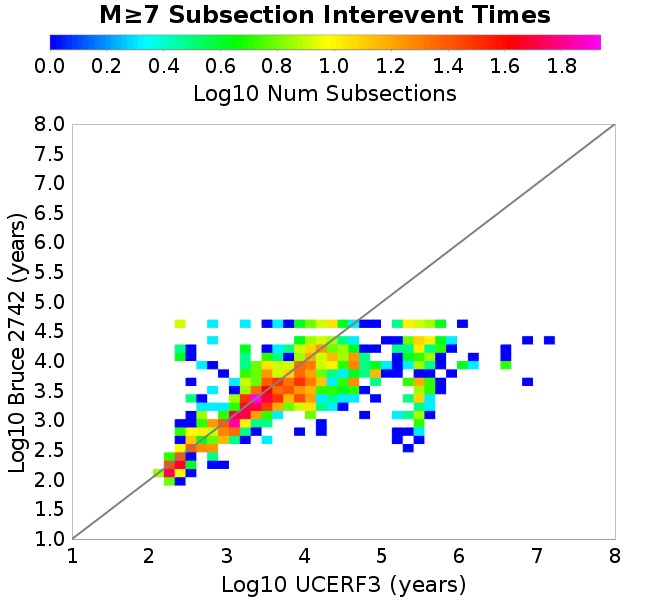 M≥7 Subsection Interevent Times
0.0 0.2 0.4 0.6 0.8 1.0 1.2 1.4 1.6 1.8
Log10 Num Subsections
Log10 Bruce 2742 (years)
8.0
7.5
7.0
6.5
6.0
5.5
5.0
4.5
4.0
3.5
3.0
2.5
2.0
1.5
1.0
1 2 3 4 5 6 7 8
Log10 UCERF3 (years)